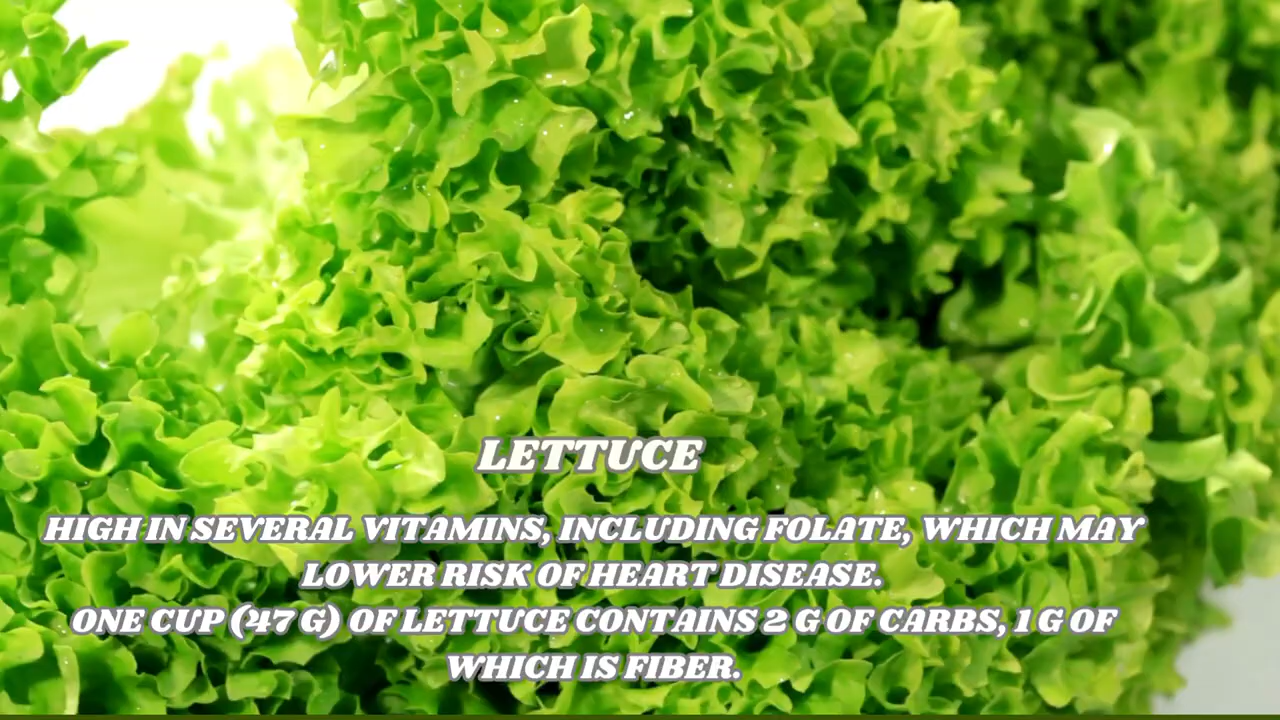 LETTUCE
HIGH IN SEVERAL VITAMINS, INCLUDING FOLATE, WHICH MAY
LOWER RISK OF HEART DISEASE.
ONE CUP (47 G) OF LETTUCE CONTAINS 2 G OF CARBS, 1 G OF
WHICH IS FIBER.